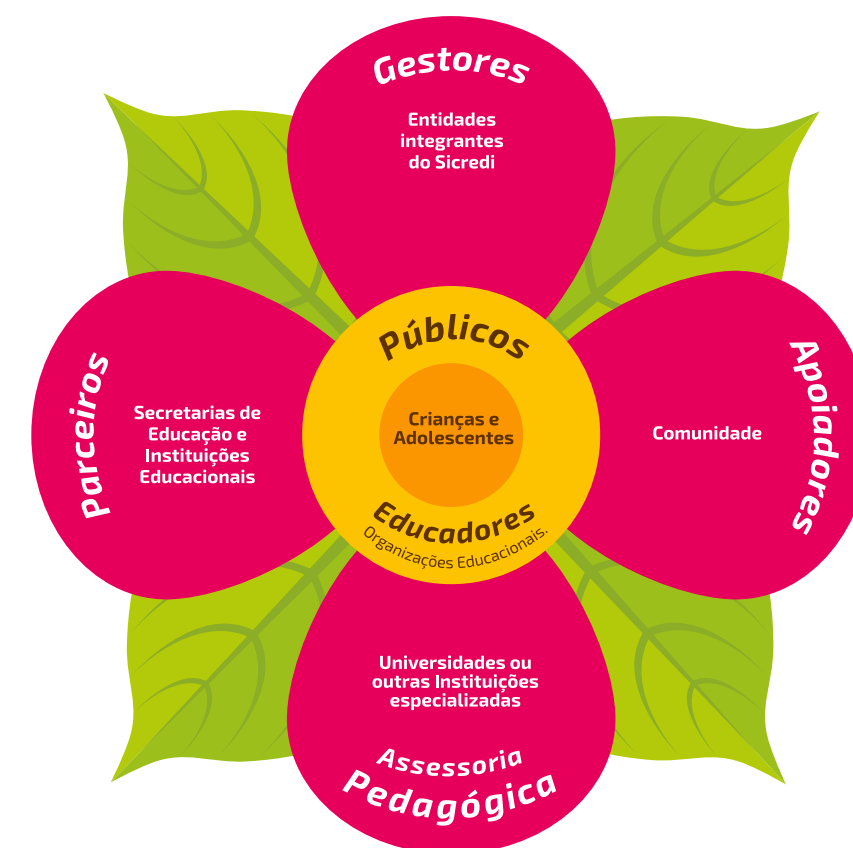 Gestores
Entidades
integrantes
do Sicredi
Parceiros
Secretarias de
Educação e
Instituições
Educacionais
Públicos
Crianças e
Adolescentes
Educadores
Organizações Educacionais.
Comunidade
Apoiadores
Universidades ou
outras Instituições
especializadas
Assessoria
Pedagógica